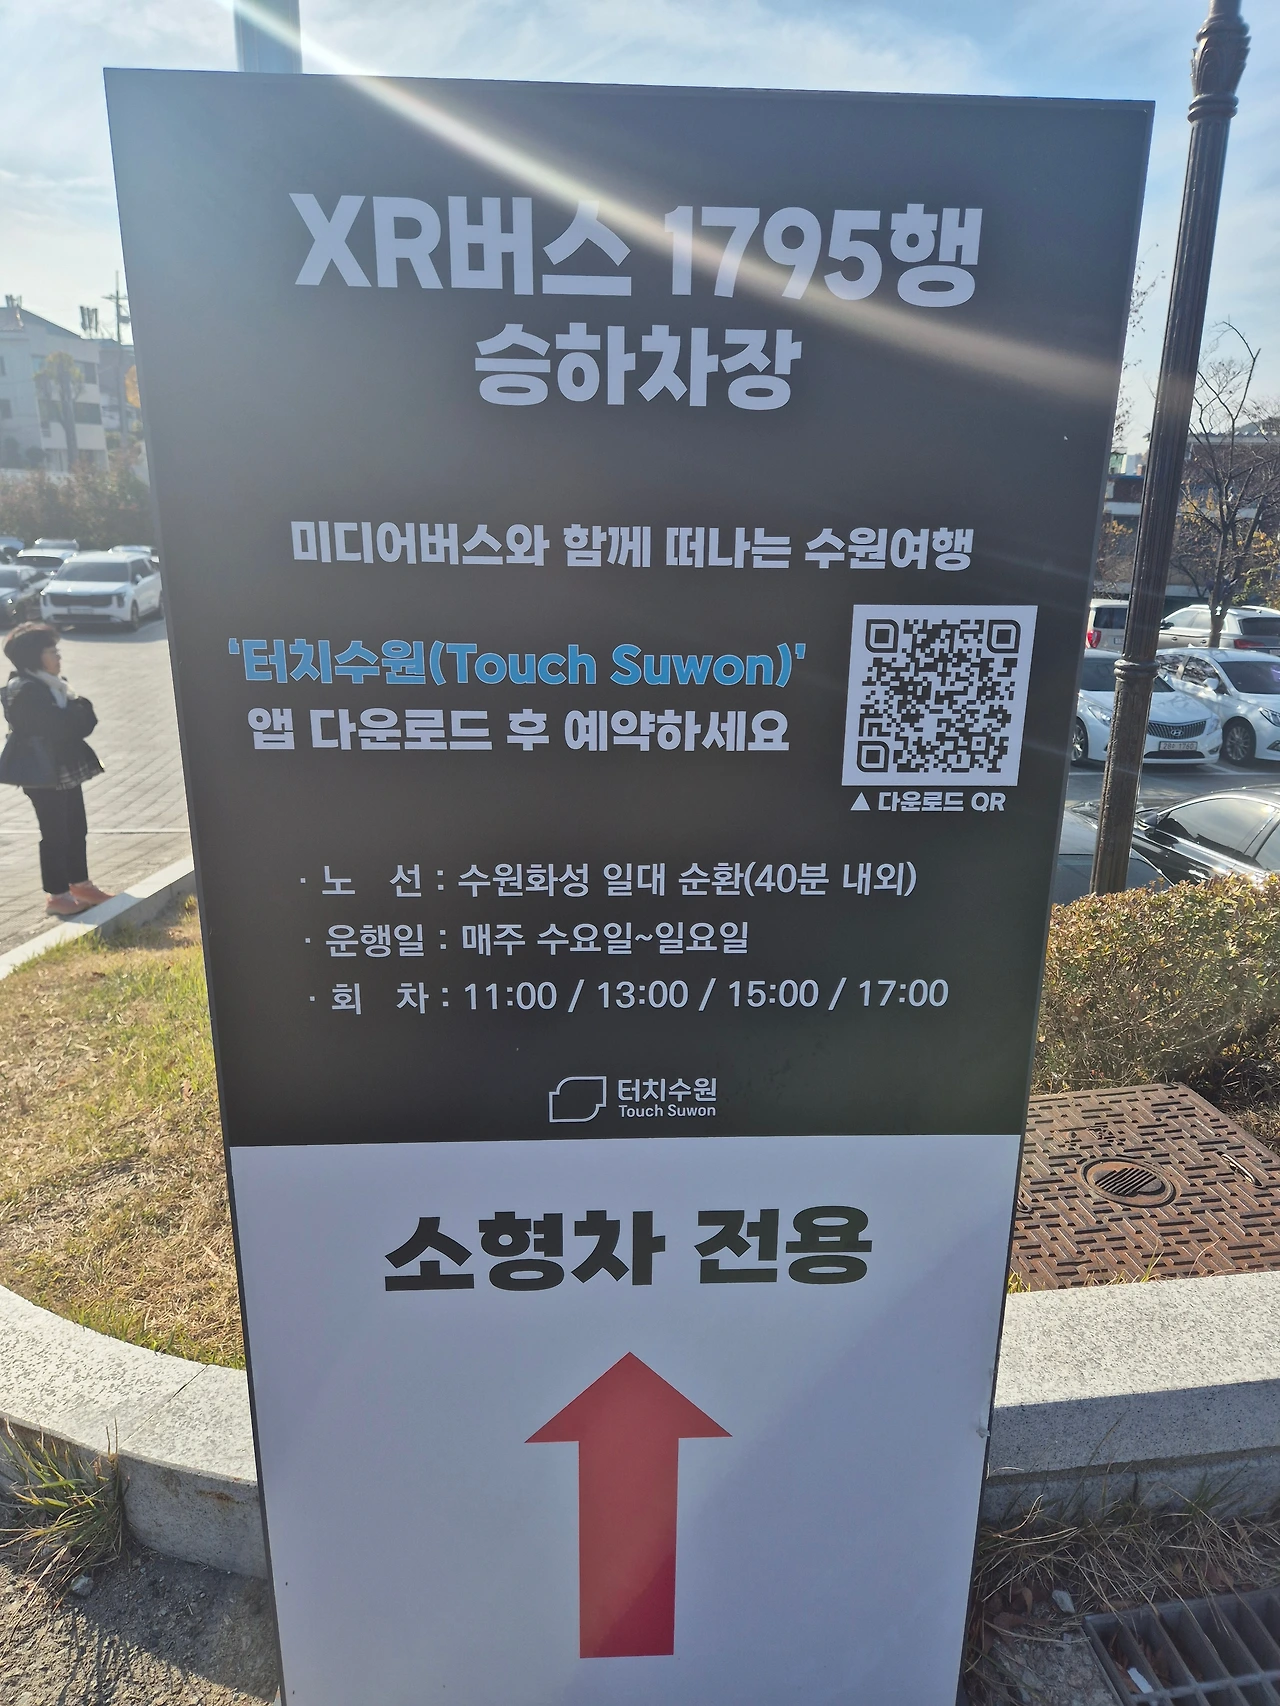 XR버스 1795행
승하차장
미디어버스와 함께 떠나는 수원여행
'터치수원(Touch Suwon)'
앱 다운로드 후 예약하세요
▲ 다운로드 QR
· 노 선 : 수원화성 일대 순환(40분 내외)
· 운행일 : 매주 수요일~일요일
· 회 차 : 11:00 / 13:00 / 15:00 / 17:00
터치수원
Touch Suwon
소형차 전용